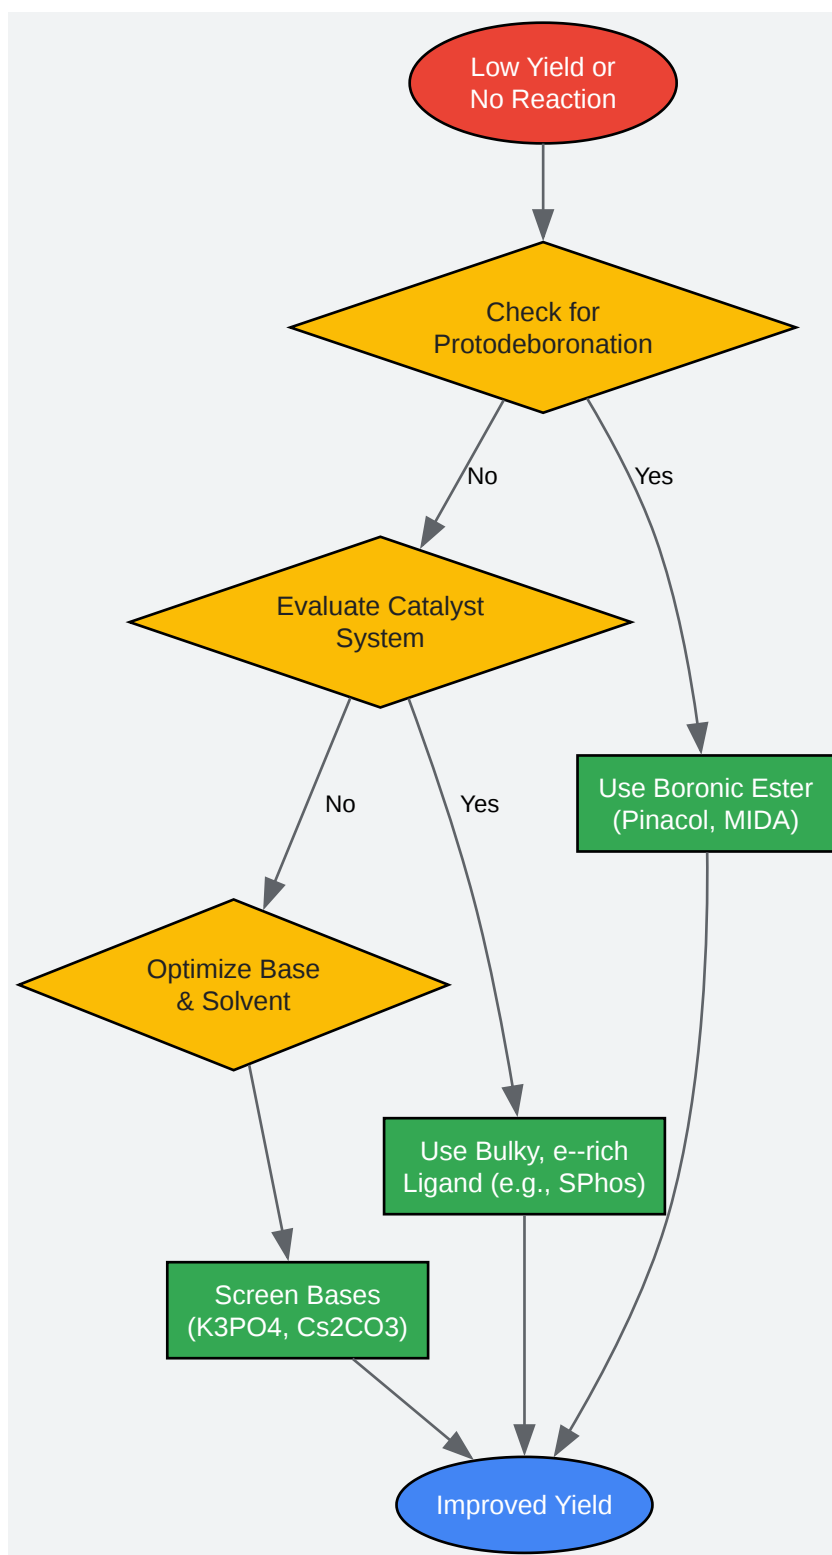 Low Yield or
No Reaction
Check for
Protodeboronation
No
Yes
Evaluate Catalyst
System
Use Boronic Ester
(Pinacol, MIDA)
No
Yes
Optimize Base
& Solvent
Use Bulky, e--rich
Ligand (e.g., SPhos)
Screen Bases
(K3PO4, Cs2CO3)
Improved Yield